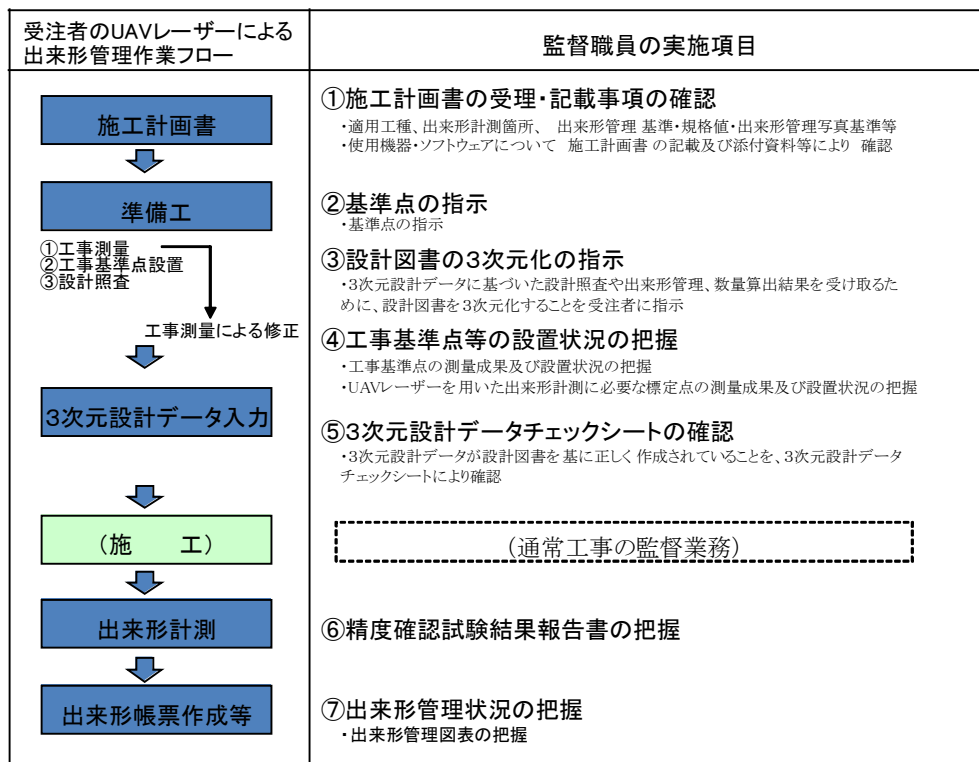 受注者のUAVレーザーによる
出来形管理作業フロー
監督職員の実施項目
施工計画書
①施工計画書の受理・記載事項の確認
・適用工種、出来形計測箇所、 出来形管理 基準・規格値・出来形管理写真基準等
・使用機器・ソフトウェアについて 施工計画書 の記載及び添付資料等により 確認
準備工
②基準点の指示
・基準点の指示
①工事測量
②工事基準点設置
③設計照査
工事測量による修正
③設計図書の3次元化の指示
・3次元設計データに基づいた設計照査や出来形管理、数量算出結果を受け取るた
めに、設計図書を3次元化することを受注者に指示
④工事基準点等の設置状況の把握
・工事基準点の測量成果及び設置状況の把握
・UAVレーザーを用いた出来形計測に必要な標定点の測量成果及び設置状況の把握
3次元設計データ入力
⑤3次元設計データチェックシートの確認
・3次元設計データが設計図書を 基に正しく 作成されていることを、3次元設計データ
チェックシートにより確認
(施 工)
(通常工事の監督業務)
出来形計測
⑥精度確認試験結果報告書の把握
出来形帳票作成等
⑦出来形管理状況の把握
・出来形管理図表の把握